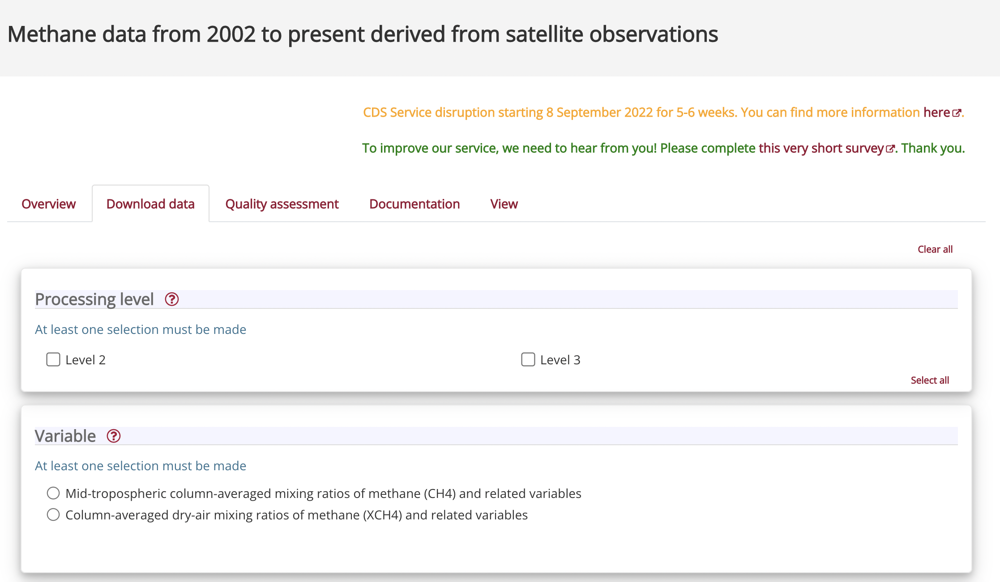 Methane data from 2002 to present derived from satellite observations
CDS Service disruption starting 8 September 2022 for 5-6 weeks. You can find more information here.
To improve our service, we need to hear from you! Please complete this very short survey. Thank you.
Overview
Download data
Quality assessment
Documentation
View
Clear all
Processing level
At least one selection must be made
Level 2
Level 3
Select all
Variable
At least one selection must be made
Mid-tropospheric column-averaged mixing ratios of methane (CH4) and related variables
Column-averaged dry-air mixing ratios of methane (XCH4) and related variables